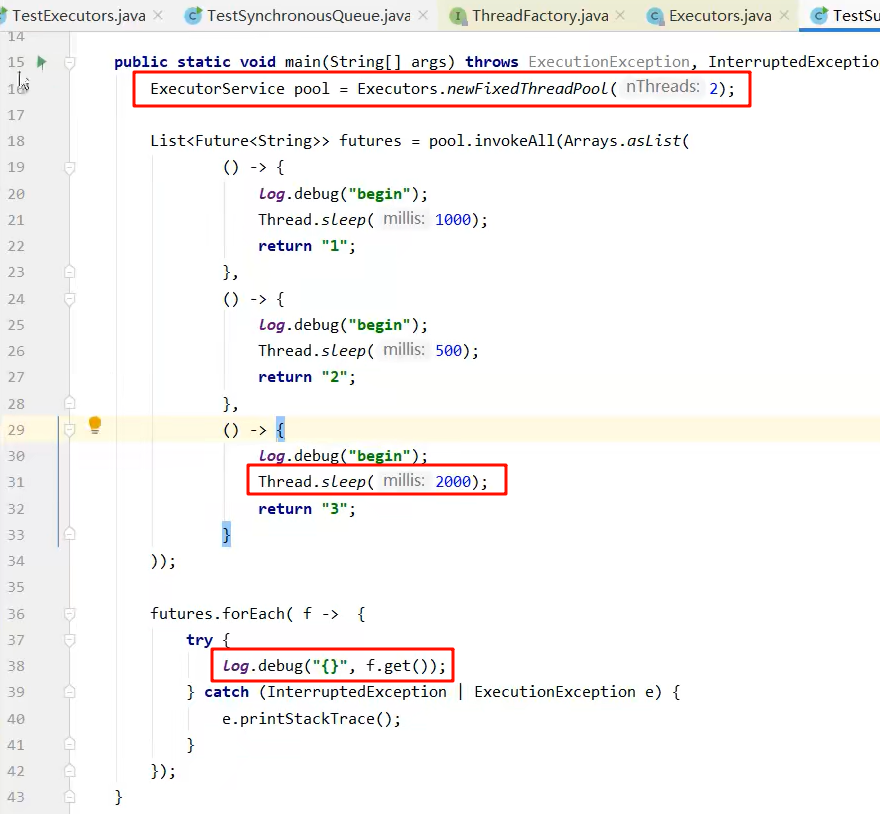 TestExecutors.java × TestSynchronousQueue.java × ThreadFactory.java × Executors.java × TestSu
14
15 public static void main(String[] args) throws ExecutionException, InterruptedExceptio
16 ExecutorService pool = Executors.newFixedThreadPool( nThreads: 2);
17
18 List<Future<String>> futures = pool.invokeAll(Arrays.asList(
19 () -> {
20 log.debug("begin");
21 Thread.sleep( millis: 1000);
22 return "1";
23 },
24 () -> {
25 log.debug("begin");
26 Thread.sleep( millis: 500);
27 return "2";
28 },
29 () -> {
30 log.debug("begin");
31 Thread.sleep( millis: 2000);
32 return "3";
33 }
34 ));
35
36 futures.forEach( f -> {
37 try {
38 log.debug("{}", f.get());
39 } catch (InterruptedException | ExecutionException e) {
40 e.printStackTrace();
41 }
42 });
43 }